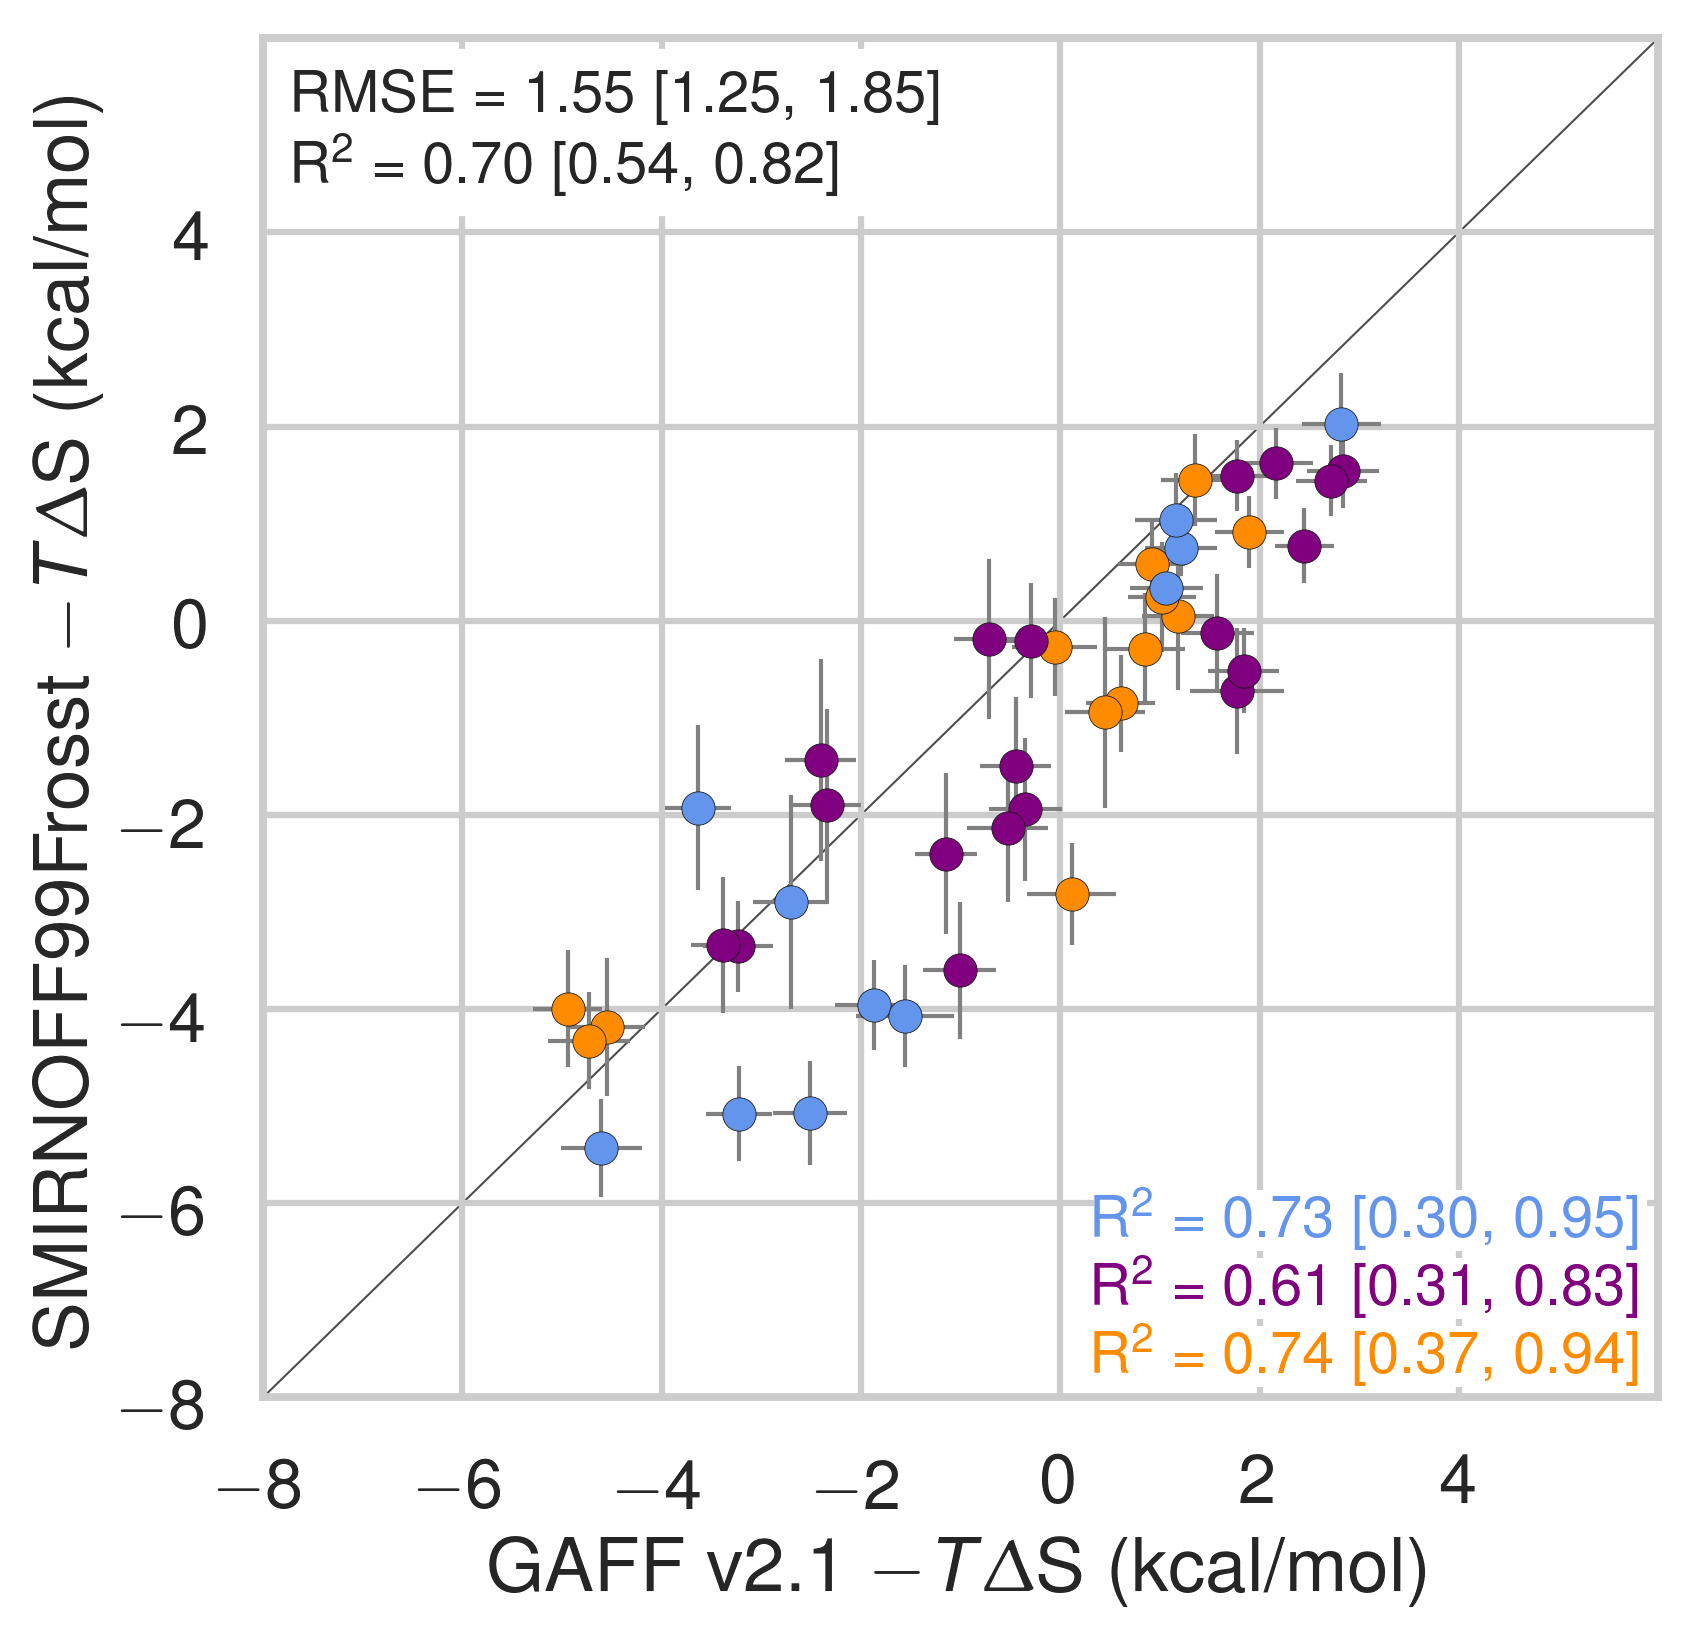 RMSE = 1.55 [1.25, 1.85]
R² = 0.70 [0.54, 0.82]
SMIRNOFF99Frosst −TΔS (kcal/mol)
4
2
0
−2
−4
−6
−8
R² = 0.73 [0.30, 0.95]
R² = 0.61 [0.31, 0.83]
R² = 0.74 [0.37, 0.94]
−8 −6 −4 −2 0 2 4
GAFF v2.1 −TΔS (kcal/mol)